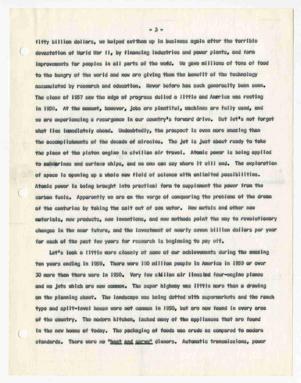 - 3 -
fifty billion dollars, we helped set them up in business again after the terrible
devastation of World War II, by financing industries and power plants, and farm
improvements for peoples in all parts of the world. We gave millions of tons of food
to the hungry of the world and now are giving them the benefit of the technology
accumulated by research and education. Never before has such generosity been seen.
The close of 1957 saw the edge of progress dulled a little and America was resting
in 1958. At the moment, however, jobs are plentiful, machines are fully used, and
we are experiencing a resurgence in our country's forward drive. But let's not forget
what lies immediately ahead. Undoubtedly, the prospect is even more amazing than
the accomplishments of the decade of miracles. The jet is just about ready to take
the place of the piston engine in civilian air travel. Atomic power is being applied
to submarines and surface ships, and no one can say where it will end. The exploration
of space is opening up a whole new field of science with unlimited possibilities.
Atomic power is being brought into practical form to supplement the power from the
carbon fuels. Apparently we are on the verge of conquering the problems of the drama
of the centuries by taking the salt out of sea water. New metals and other new
materials, new products, new inventions, and new methods point the way to revolutionary
changes in the near future, and the investment of nearly seven billion dollars per year
for each of the past few years for research is beginning to pay off.
Let's look a little more closely at some of our achievements during the amazing
ten years ending in 1959. There were 180 million people in America in 1959 or over
30 more than there were in 1950. Very few civilian air lines had four-engine planes
and no jets which are now common. The super highway was little more than a drawing
on the planning sheet. The landscape was being dotted with supermarkets and the ranch
type and split-level house were not common in 1950, but are now found in every area
of the country. The modern kitchen, lacked many of the appliances that are found
in the new homes of today. The packaging of foods was crude as compared to modern
standards. There were no "heat and serve" dinners. Automatic transmissions, power